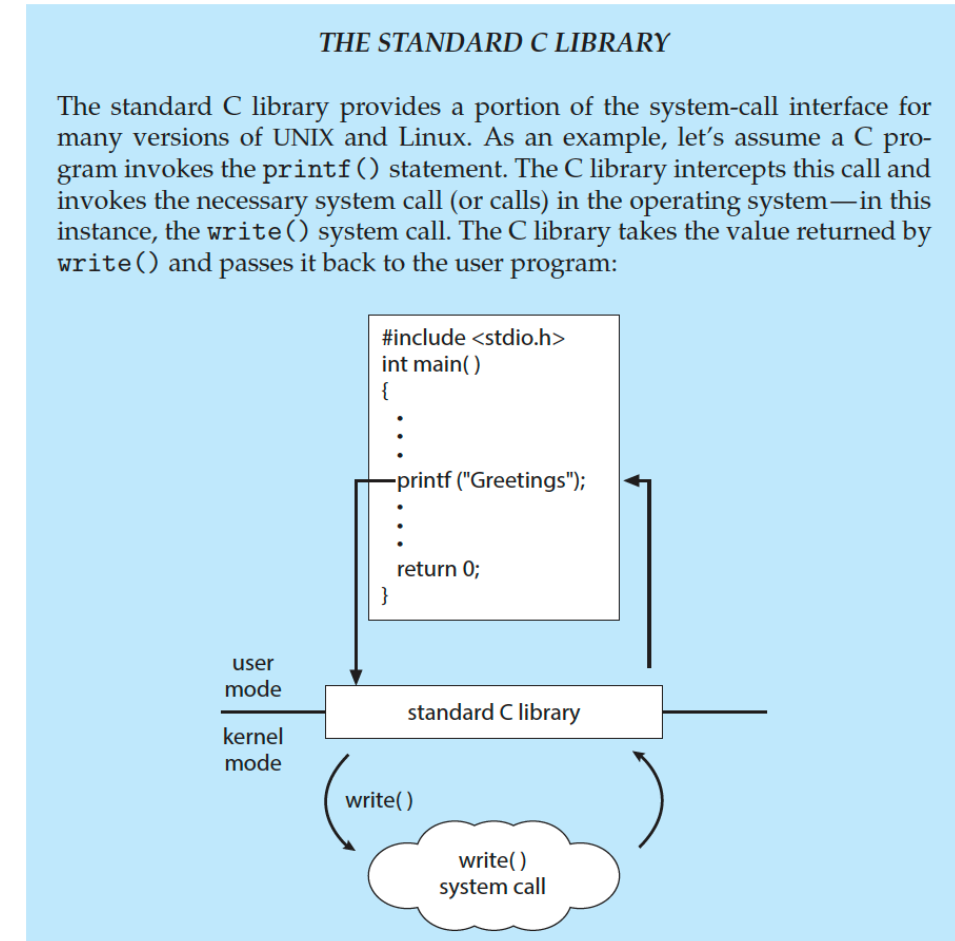 THE STANDARD C LIBRARY
The standard C library provides a portion of the system-call interface for
many versions of UNIX and Linux. As an example, let's assume a C pro-
gram invokes the printf() statement. The C library intercepts this call and
invokes the necessary system call (or calls) in the operating system—in this
instance, the write() system call. The C library takes the value returned by
write() and passes it back to the user program:
#include <stdio.h>
int main( )
{
•
•
•
printf ("Greetings");
•
•
•
return 0;
}
user
mode
standard C library
kernel
mode
write( )
write( )
system call